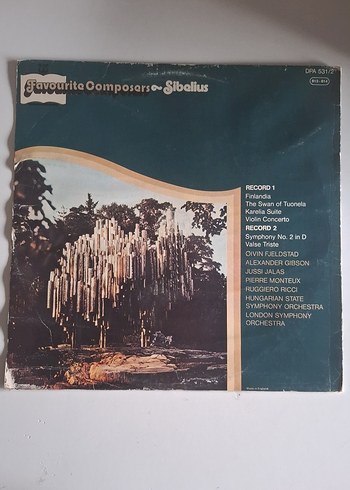 DPA 531/2
Favourite Composers Sibelius
RECORD 1
Finlandia
The Swan of Tuonela
Karelia Suite
Violin Concerto
RECORD 2
Symphony No. 2 in D
Valse Triste
ÖIVIN FJELDSTAD
ALEXANDER GIBSON
JUSSI JALAS
PIERRE MONTEUX
RUGGIERO RICCI
HUNGARIAN STATE
SYMPHONY ORCHESTRA
LONDON SYMPHONY
ORCHESTRA